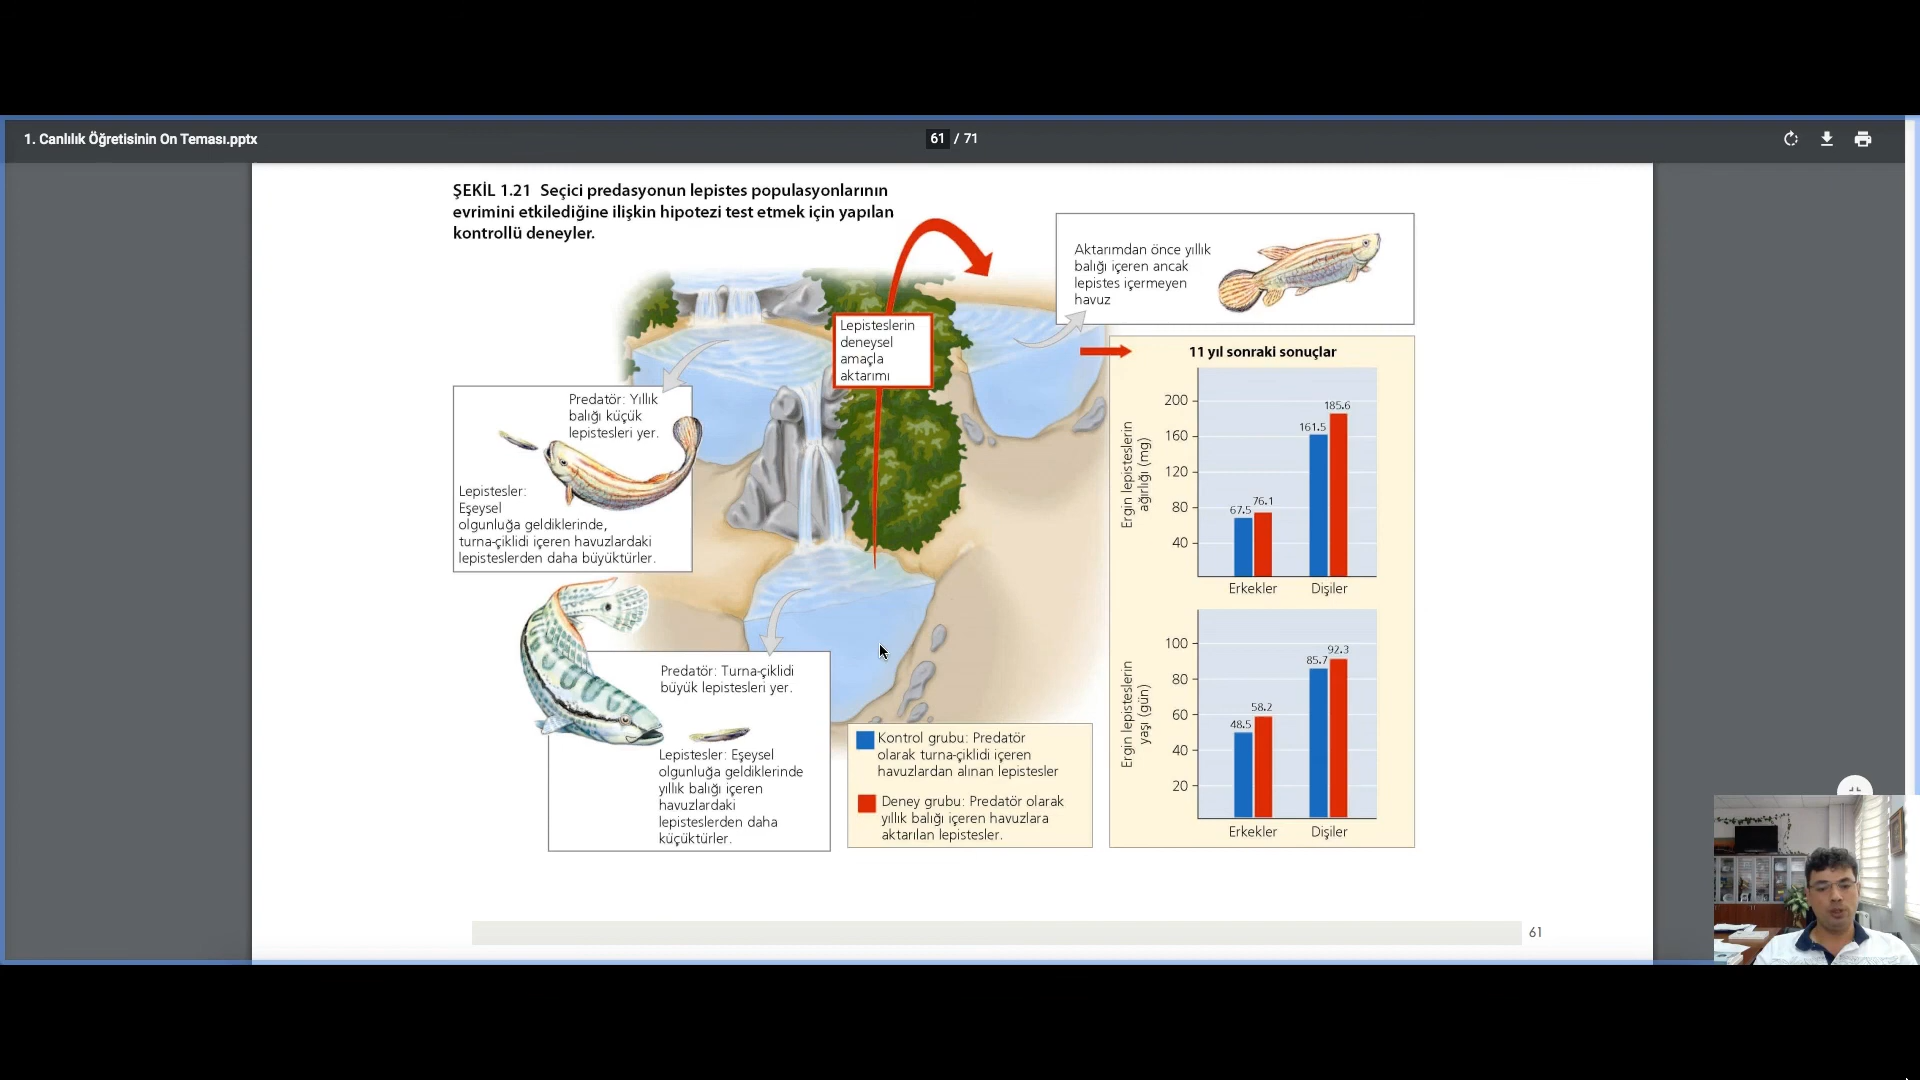 1. Canlılık Öğretisinin On Teması.pptx
61 / 71
ŞEKİL 1.21 Seçici predasyonun lepistes populasyonlarının
evrimini etkilediğine ilişkin hipotezi test etmek için yapılan
kontrollü deneyler.
Aktarımdan önce yıllık
balığı içeren ancak
lepistes içermeyen
havuz
Lepisteslerin
deneysel
amaçla
aktarımı
Predatör: Yıllık
balığı küçük
lepistesleri yer.
Lepistesler:
Eşeysel
olgunluğa geldiklerinde,
turna-çiklidi içeren havuzlardaki
lepisteslerden daha büyüktürler.
Predatör: Turna-çiklidi
büyük lepistesleri yer.
Lepistesler: Eşeysel
olgunluğa geldiklerinde
yıllık balığı içeren
havuzlardaki
lepisteslerden daha
küçüktürler.
Kontrol grubu: Predatör
olarak turna-çiklidi içeren
havuzlardan alınan lepistesler
Deney grubu: Predatör olarak
yıllık balığı içeren havuzlara
aktarılan lepistesler.
11 yıl sonraki sonuçlar
Ergin lepisteslerin
ağırlığı (mg)
200
160
120
80
40
67.5
76.1
161.5
185.6
Erkekler
Dişiler
Ergin lepisteslerin
yaşı (gün)
100
80
60
40
20
48.5
58.2
85.7
92.3
Erkekler
Dişiler
61